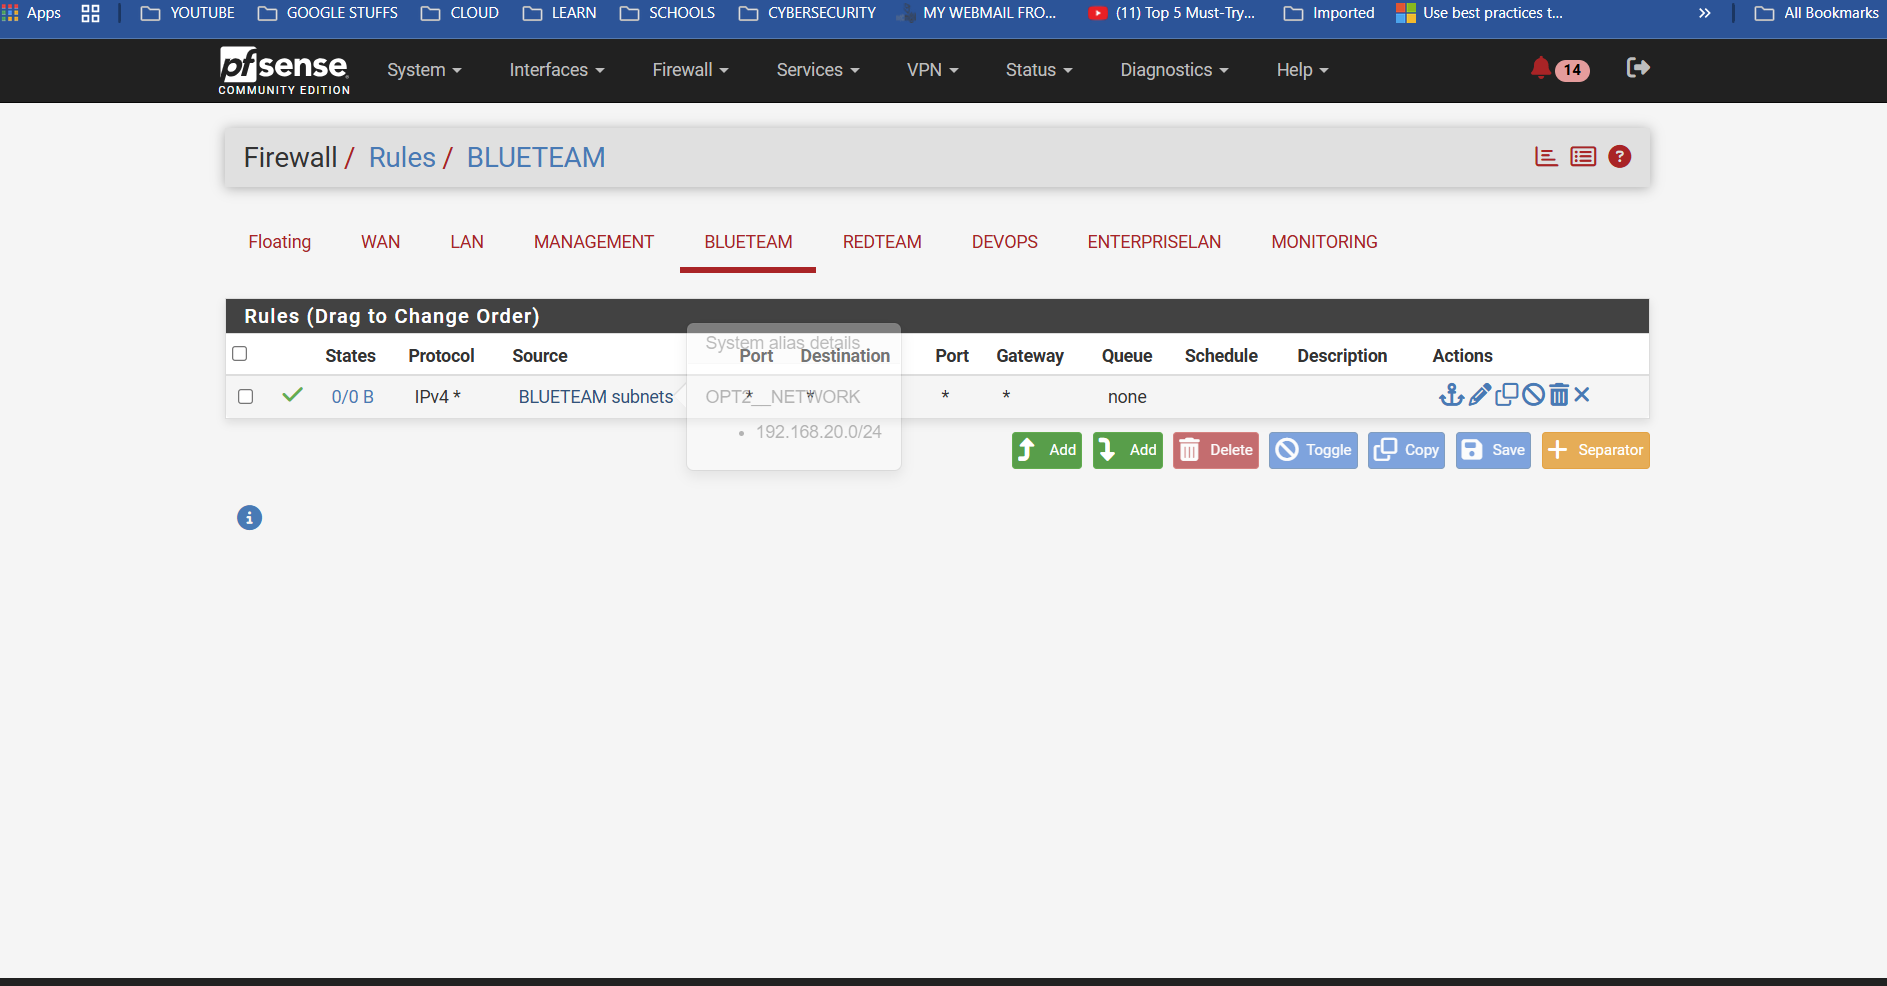 Apps YOUTUBE GOOGLE STUFFS CLOUD LEARN SCHOOLS CYBERSECURITY MY WEBMAIL FRO... (11) Top 5 Must-Try... Imported Use best practices t... » All Bookmarks
pfsense System Interfaces Firewall Services VPN Status Diagnostics Help 14
COMMUNITY EDITION
Firewall / Rules / BLUETEAM
Floating WAN LAN MANAGEMENT BLUETEAM REDTEAM DEVOPS ENTERPRISELAN MONITORING
Rules (Drag to Change Order)
System alias details
States Protocol Source Port Destination Port Gateway Queue Schedule Description Actions
0/0 B IPv4 * BLUETEAM subnets * * * * none
OPT2__NETWORK
• 192.168.20.0/24
Add Add Delete Toggle Copy Save Separator